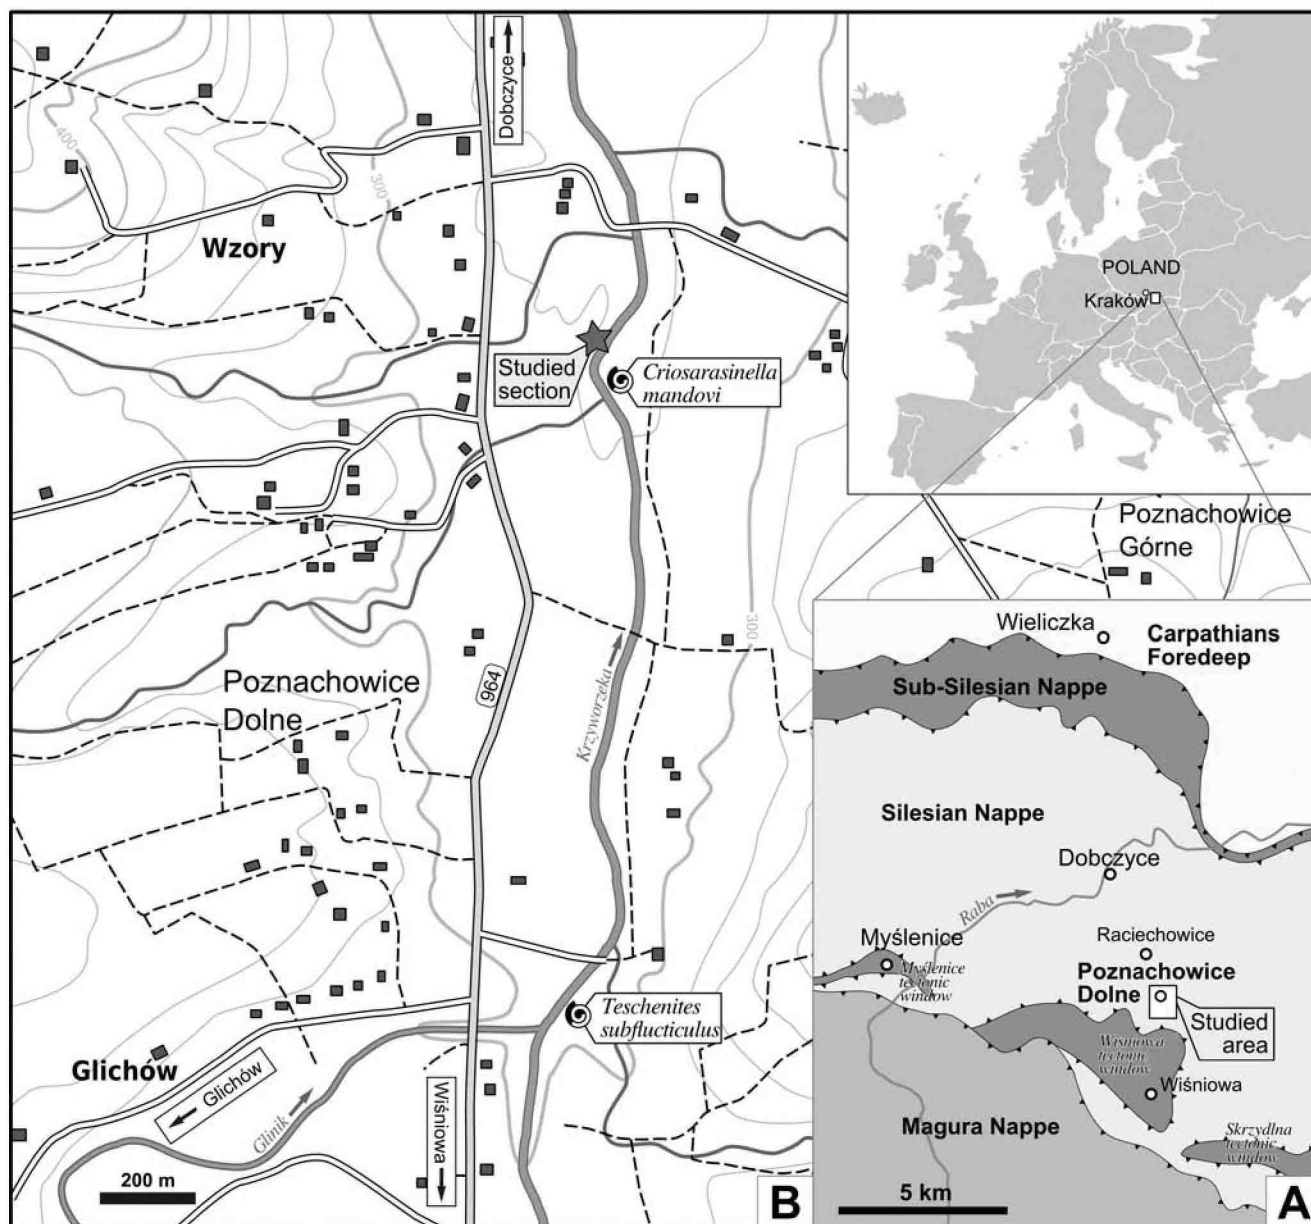 Dobczyce
400
300
Wzory
Studied
section
Criosarasinella
mandovi
POLAND
Kraków
Poznachowice
Górne
300
964
Poznachowice
Dolne
Krzyworzeka
Teschenites
subflucticulus
Glichów
Glichów
Glinik
Wiśniowa
200 m
B
Wieliczka
Carpathians
Foredeep
Sub-Silesian Nappe
Silesian Nappe
Dobczyce
Raba
Myślenice
Myślenice
tectonic
window
Raciechowice
Poznachowice
Dolne
Studied
area
Wiśniowa
tectonic
window
Wiśniowa
Magura Nappe
Skrzydlna
tectonic
window
5 km
A